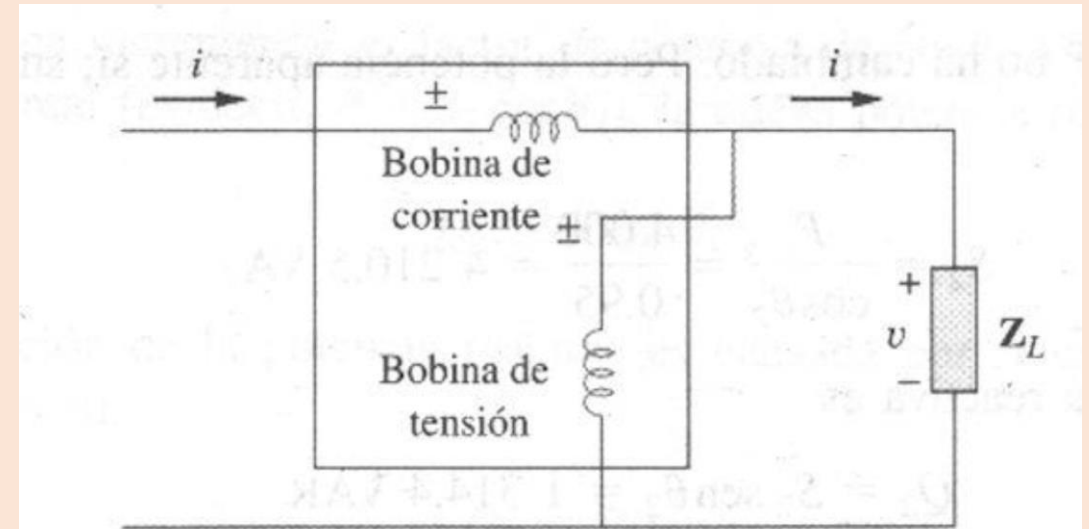 i
i
±
Bobina de
corriente
±
+
v
Z_L
−
Bobina de
tensión